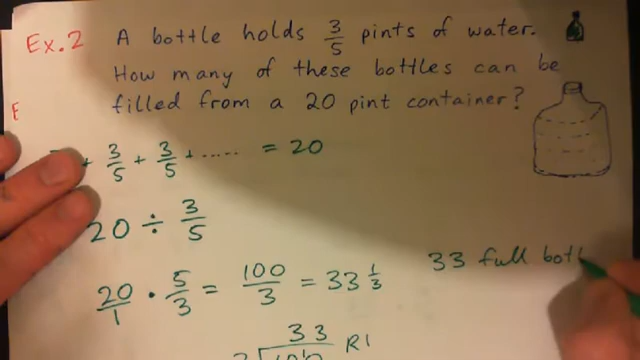 Ex. 2 A bottle holds 3/5 pints of water.
How many of these bottles can be
filled from a 20 pint container?
E
+ 3/5 + 3/5 + ..... = 20
20 ÷ 3/5
20/1 · 5/3 = 100/3 = 33 1/3
33 full bott
33 R1